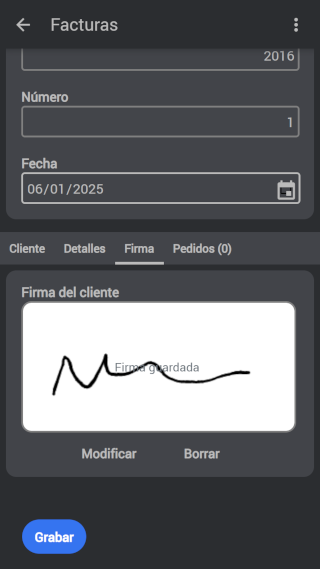 Facturas
2016
Número
1
Fecha
06/01/2025
Cliente Detalles Firma Pedidos (0)
Firma del cliente
Firma guardada
Modificar Borrar
Grabar